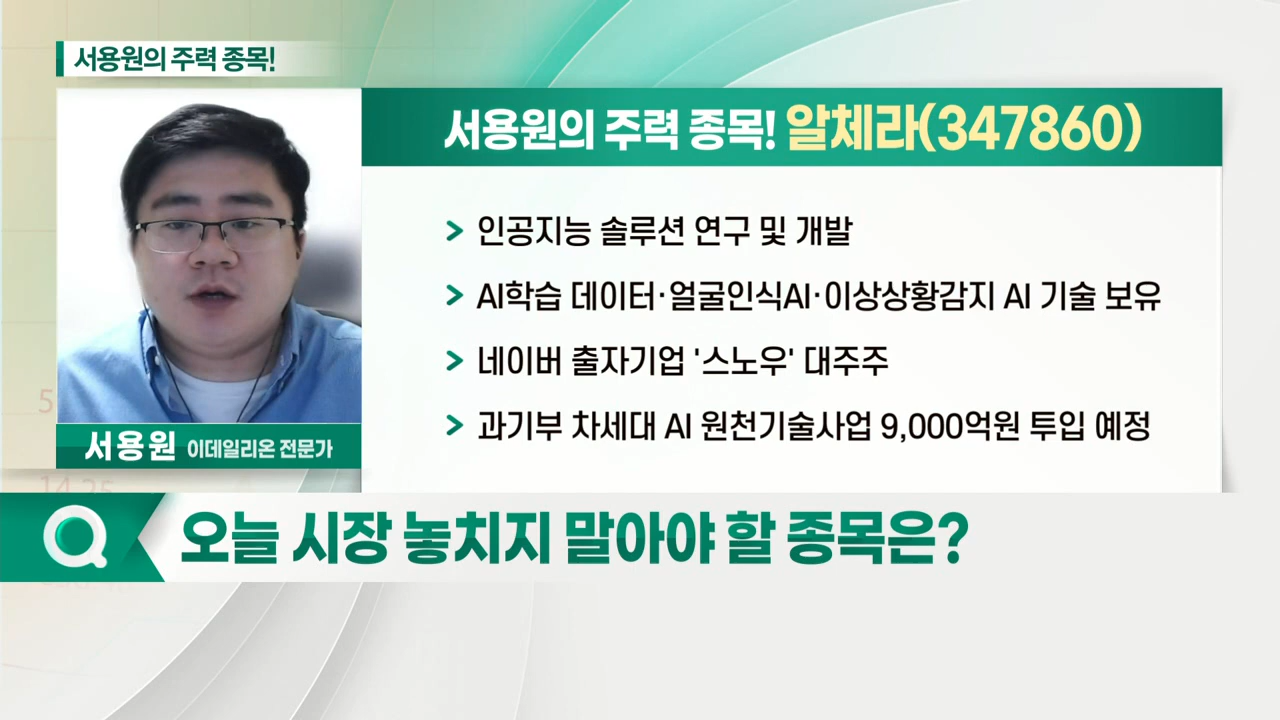 서용원의 주력 종목!
서용원의 주력 종목! 알체라(347860)
> 인공지능 솔루션 연구 및 개발
> AI학습 데이터·얼굴인식AI·이상상황감지 AI 기술 보유
> 네이버 출자기업 '스노우' 대주주
> 과기부 차세대 AI 원천기술사업 9,000억원 투입 예정
서용원 이데일리온 전문가
오늘 시장 놓치지 말아야 할 종목은?